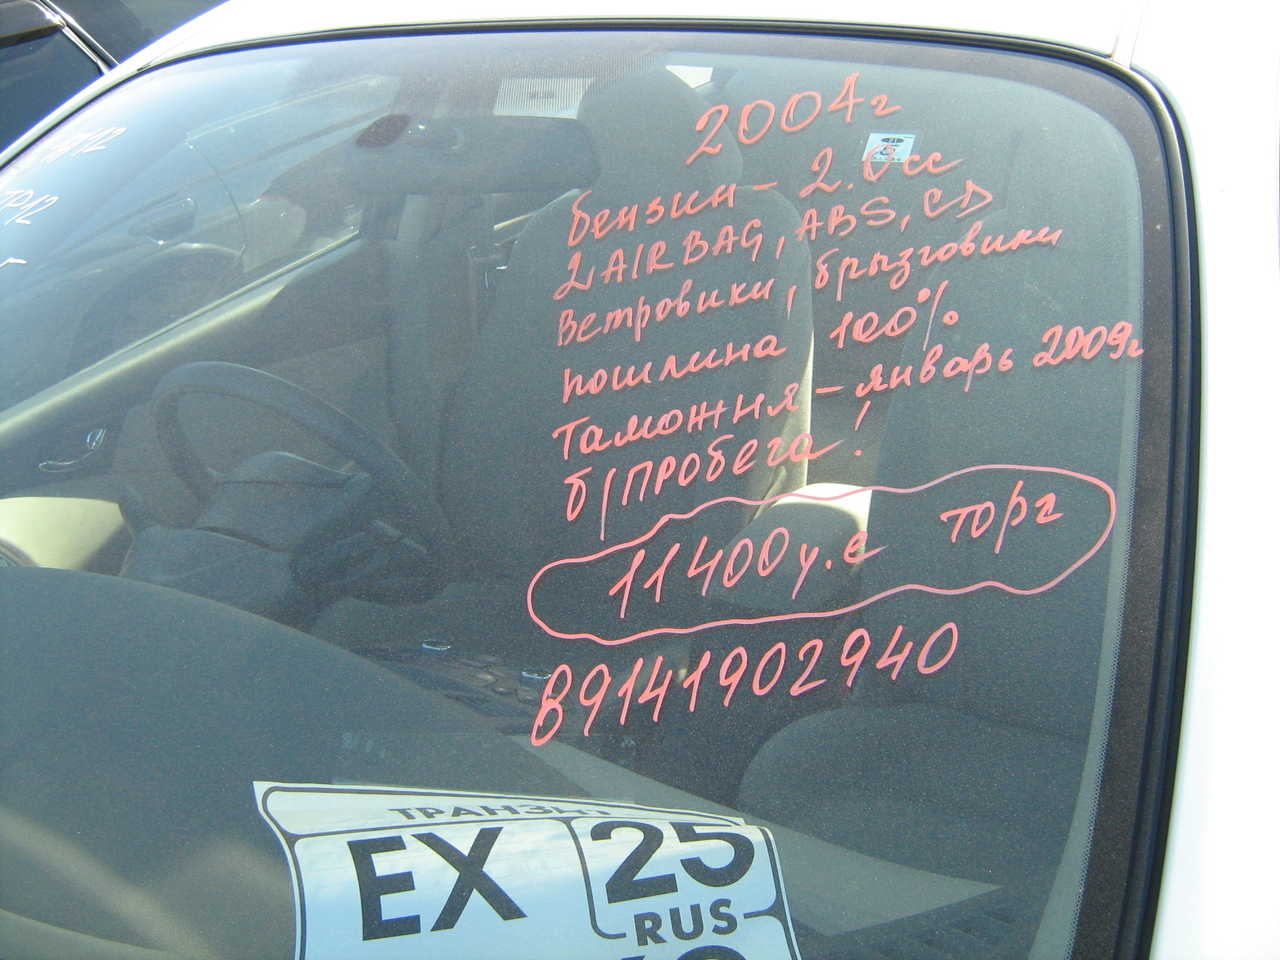 2004г
бензин - 2.0сс
2AIRBAG, ABS, CD
Ветровики, брызговики
пошлина 100%
Таможня - январь 2009г
б/ПРОбега!
11400у.е торг
89141902940
ТРАНЗИТ
EX 25
RUS